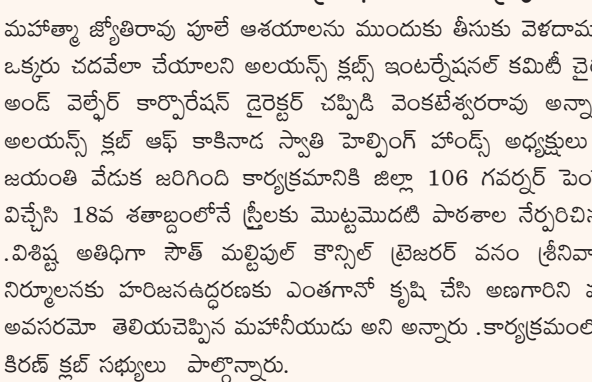 మహాత్మా జ్యోతిరావు పూలే ఆశయాలను ముందుకు తీసుకు వెళదామ
ఒక్కరు చదవేలా చేయాలని అలయన్స్ క్లబ్స్ ఇంటర్నేషనల్ కమిటీ చై
అండ్ వెల్ఫేర్ కార్పొరేషన్ డైరెక్టర్ చప్పిడి వెంకటేశ్వరరావు అన్నా
అలయన్స్ క్లబ్ ఆఫ్ కాకినాడ స్వాతి హెల్పింగ్ హాండ్స్ అధ్యక్షులు
జయంతి వేడుక జరిగింది కార్యక్రమానికి జిల్లా 106 గవర్నర్ పెం
విచ్చేసి 18వ శతాబ్దంలోనే స్త్రీలకు మొట్టమొదటి పాఠశాల నేర్పరిచిన
.విశిష్ట అతిధిగా సౌత్ మల్టిపుల్ కౌన్సిల్ ట్రెజరర్ వనం శ్రీనివా
నిర్మూలనకు హరిజనఉద్ధరణకు ఎంతగానో కృషి చేసి అణగారిని
అవసరమో తెలియచెప్పిన మహానీయుడు అని అన్నారు .కార్యక్రమంలో
కిరణ్ క్లబ్ సభ్యులు పాల్గొన్నారు.